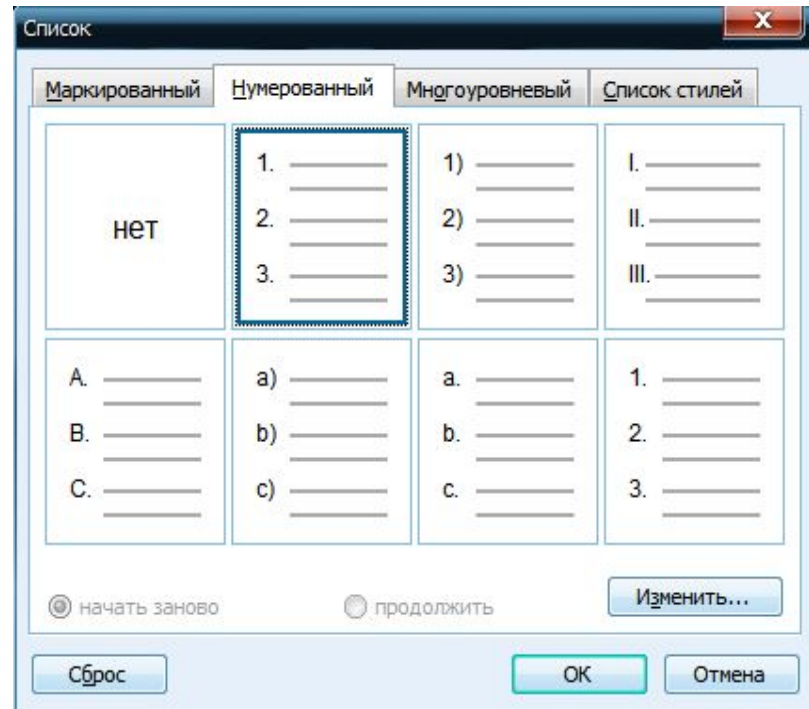 Список
Маркированный Нумерованный Многоуровневый Список стилей
нет
1.
2.
3.
1)
2)
3)
I.
II.
III.
A.
B.
C.
a)
b)
c)
a.
b.
c.
1.
2.
3.
начать заново продолжить Изменить...
Сброс ОК Отмена